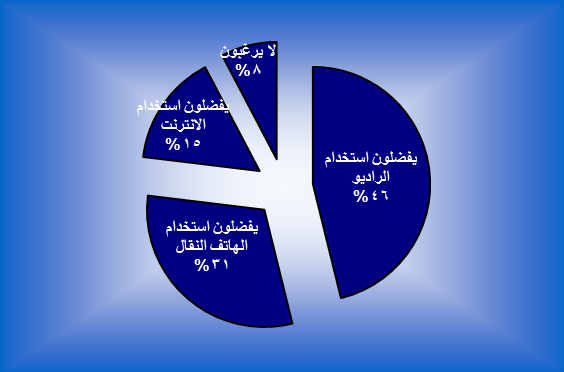 لا يرغبون
%٨
يفضلون استخدام
الانترنت
%١٥
يفضلون استخدام
الراديو
%٤٦
يفضلون استخدام
الهاتف النقال
%٣١